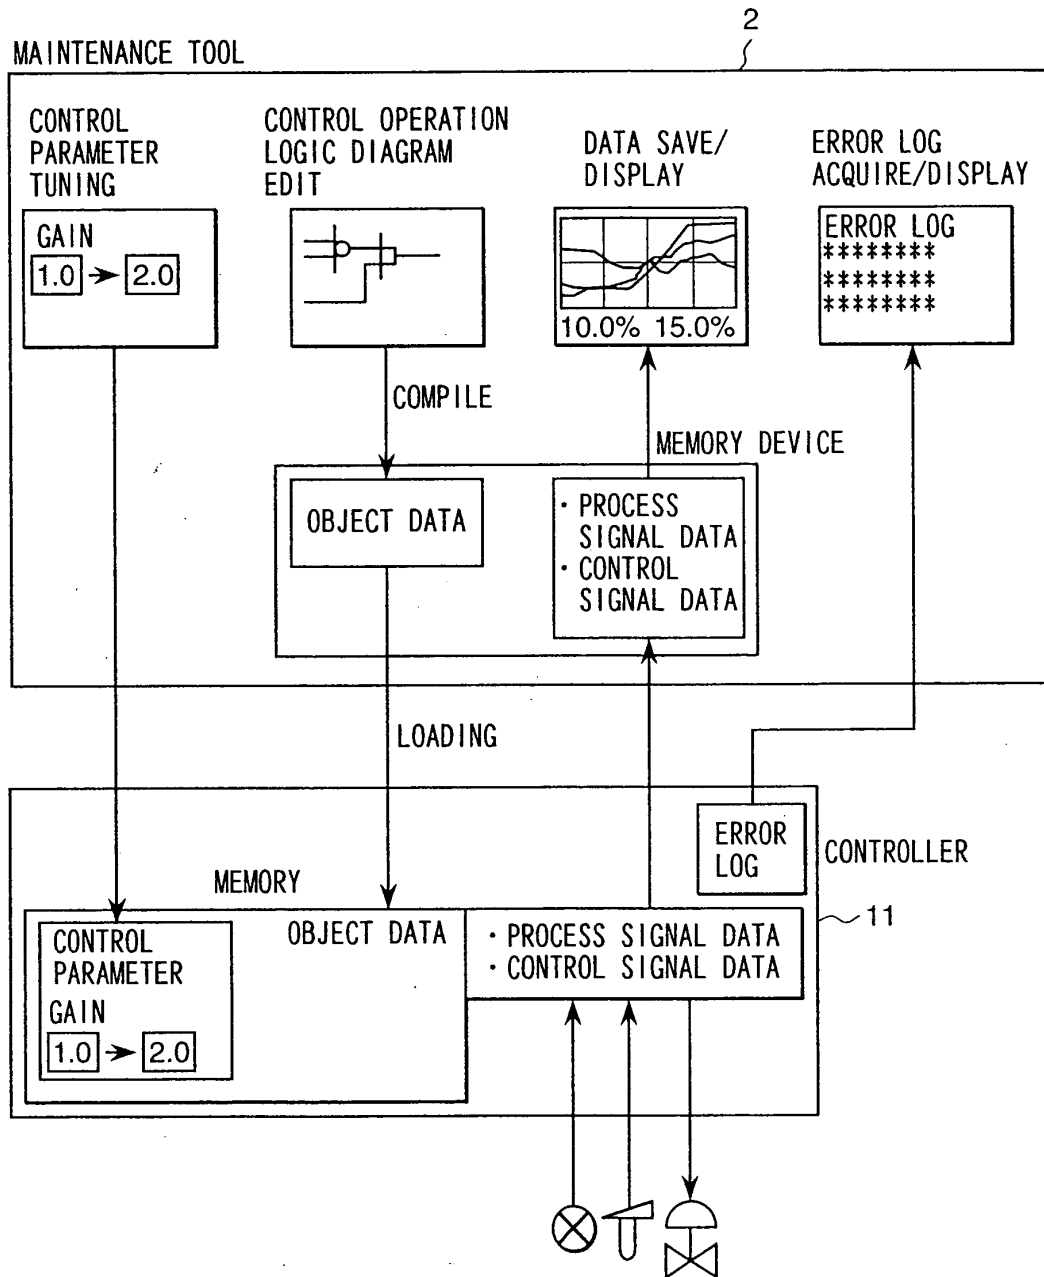 2
MAINTENANCE TOOL
CONTROL
PARAMETER
TUNING
CONTROL OPERATION
LOGIC DIAGRAM
EDIT
DATA SAVE/
DISPLAY
ERROR LOG
ACQUIRE/DISPLAY
GAIN
1.0
2.0
10.0% 15.0%
ERROR LOG
********
********
********
COMPILE
MEMORY DEVICE
OBJECT DATA
・PROCESS
SIGNAL DATA
・CONTROL
SIGNAL DATA
LOADING
ERROR
LOG
CONTROLLER
11
MEMORY
OBJECT DATA
CONTROL
PARAMETER
GAIN
1.0
2.0
・PROCESS SIGNAL DATA
・CONTROL SIGNAL DATA